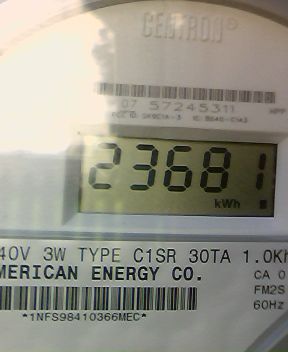 CENTRON®
07 57245311
23681
kWh
40V 3W TYPE C1SR 30TA 1.0Kh
MERICAN ENERGY CO.
CA 0
FM2S
60Hz
*1NFS98410366MEC*